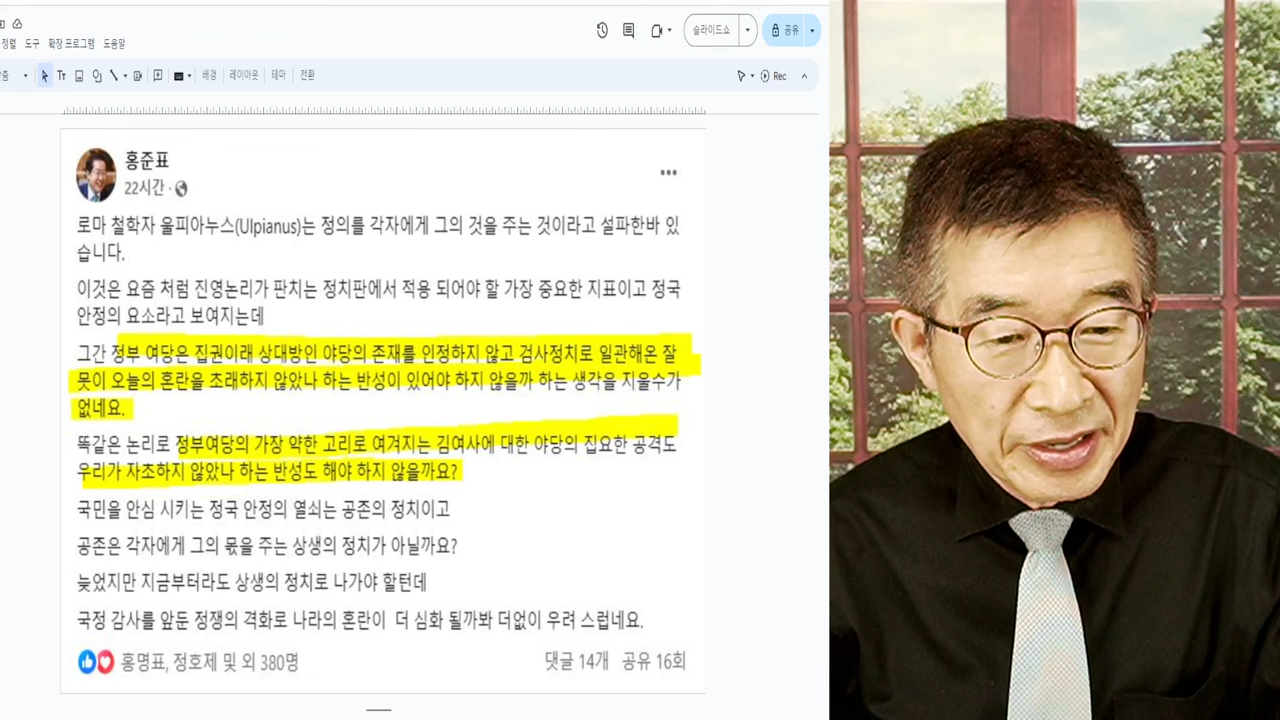 정렬 도구 확장 프로그램 도움말
슬라이드쇼
공유
배경 레이아웃 테마 전환
Rec
홍준표
22시간
로마 철학자 울피아누스(Ulpianus)는 정의를 각자에게 그의 것을 주는 것이라고 설파한바 있
습니다.
이것은 요즘 처럼 진영논리가 판치는 정치판에서 적용 되어야 할 가장 중요한 지표이고 정국
안정의 요소라고 보여지는데
그간 정부 여당은 집권이래 상대방인 야당의 존재를 인정하지 않고 검사정치로 일관해온 잘
못이 오늘의 혼란을 초래하지 않았나 하는 반성이 있어야 하지 않을까 하는 생각을 지울수가
없네요.
똑같은 논리로 정부여당의 가장 약한 고리로 여겨지는 김여사에 대한 야당의 집요한 공격도
우리가 자초하지 않았나 하는 반성도 해야 하지 않을까요?
국민을 안심 시키는 정국 안정의 열쇠는 공존의 정치이고
공존은 각자에게 그의 몫을 주는 상생의 정치가 아닐까요?
늦었지만 지금부터라도 상생의 정치로 나가야 할턴데
국정 감사를 앞둔 정쟁의 격화로 나라의 혼란이 더 심화 될까봐 더없이 우려 스럽네요.
홍명표, 정호제 및 외 380명
댓글 14개 공유 16회